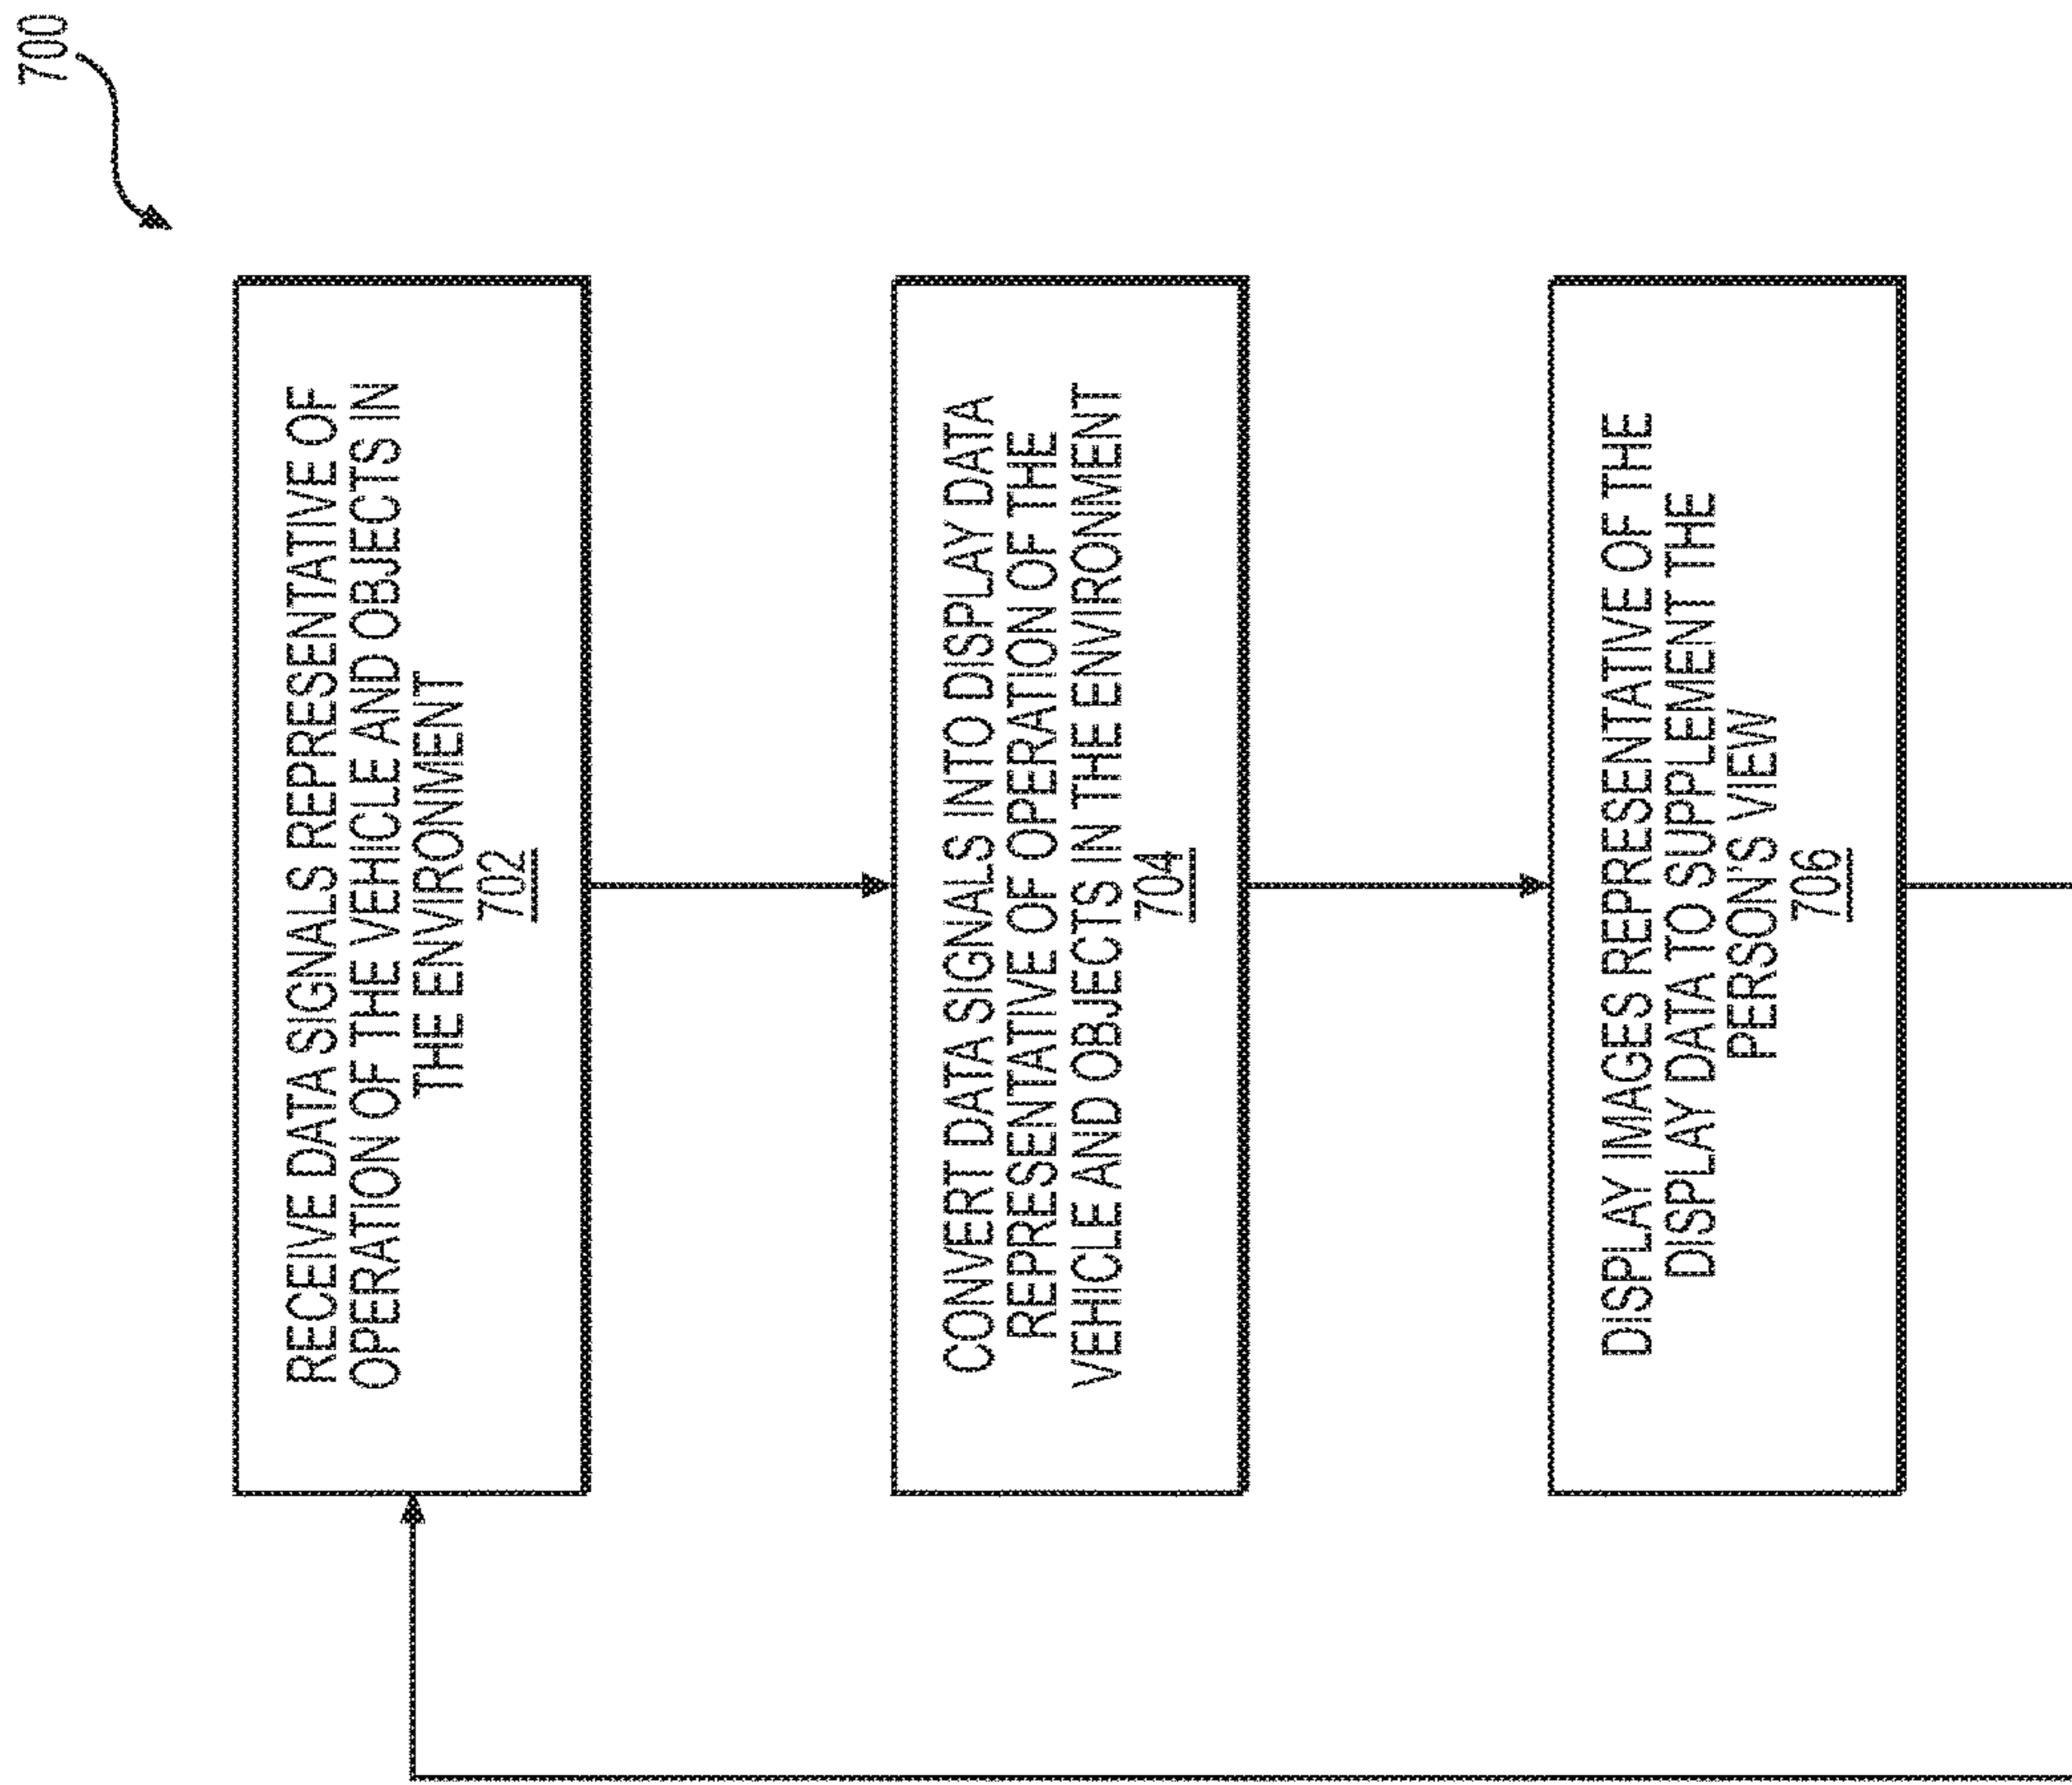 700
RECEIVE DATA SIGNALS REPRESENTATIVE OF
OPERATION OF THE VEHICLE AND OBJECTS IN
THE ENVIRONMENT
702
CONVERT DATA SIGNALS INTO DISPLAY DATA
REPRESENTATIVE OF OPERATION OF THE
VEHICLE AND OBJECTS IN THE ENVIRONMENT
704
DISPLAY IMAGES REPRESENTATIVE OF THE
DISPLAY DATA TO SUPPLEMENT THE
PERSON'S VIEW
706